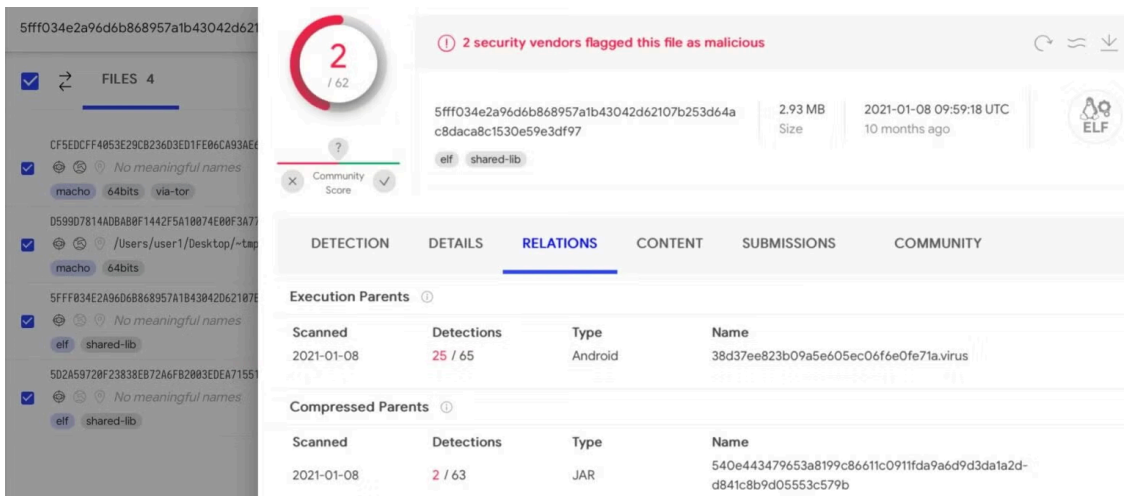 5fff034e2a96d6b868957a1b43042d621
FILES 4
CF5EDCFF4053E29CB236D3ED1FE06CA93AE6
No meaningful names
macho 64bits via-tor
D599D7814ADBAB0F1442F5A10074E00F3A77
/Users/user1/Desktop/~tmp
macho 64bits
5FFF034E2A96D6B868957A1B43042D62107B
No meaningful names
elf shared-lib
5D2A59720F23838EB72A6FB2003EDEA71551
No meaningful names
elf shared-lib
2
/ 62
?
Community
Score
2 security vendors flagged this file as malicious
5fff034e2a96d6b868957a1b43042d62107b253d64a
c8daca8c1530e59e3df97
elf shared-lib
2.93 MB
Size
2021-01-08 09:59:18 UTC
10 months ago
ELF
DETECTION DETAILS RELATIONS CONTENT SUBMISSIONS COMMUNITY
Execution Parents
Scanned Detections Type Name
2021-01-08 25 / 65 Android 38d37ee823b09a5e605ec06f6e0fe71a.virus
Compressed Parents
Scanned Detections Type Name
2021-01-08 2 / 63 JAR 540e443479653a8199c86611c0911fda9a6d9d3da1a2d-
d841c8b9d05553c579b